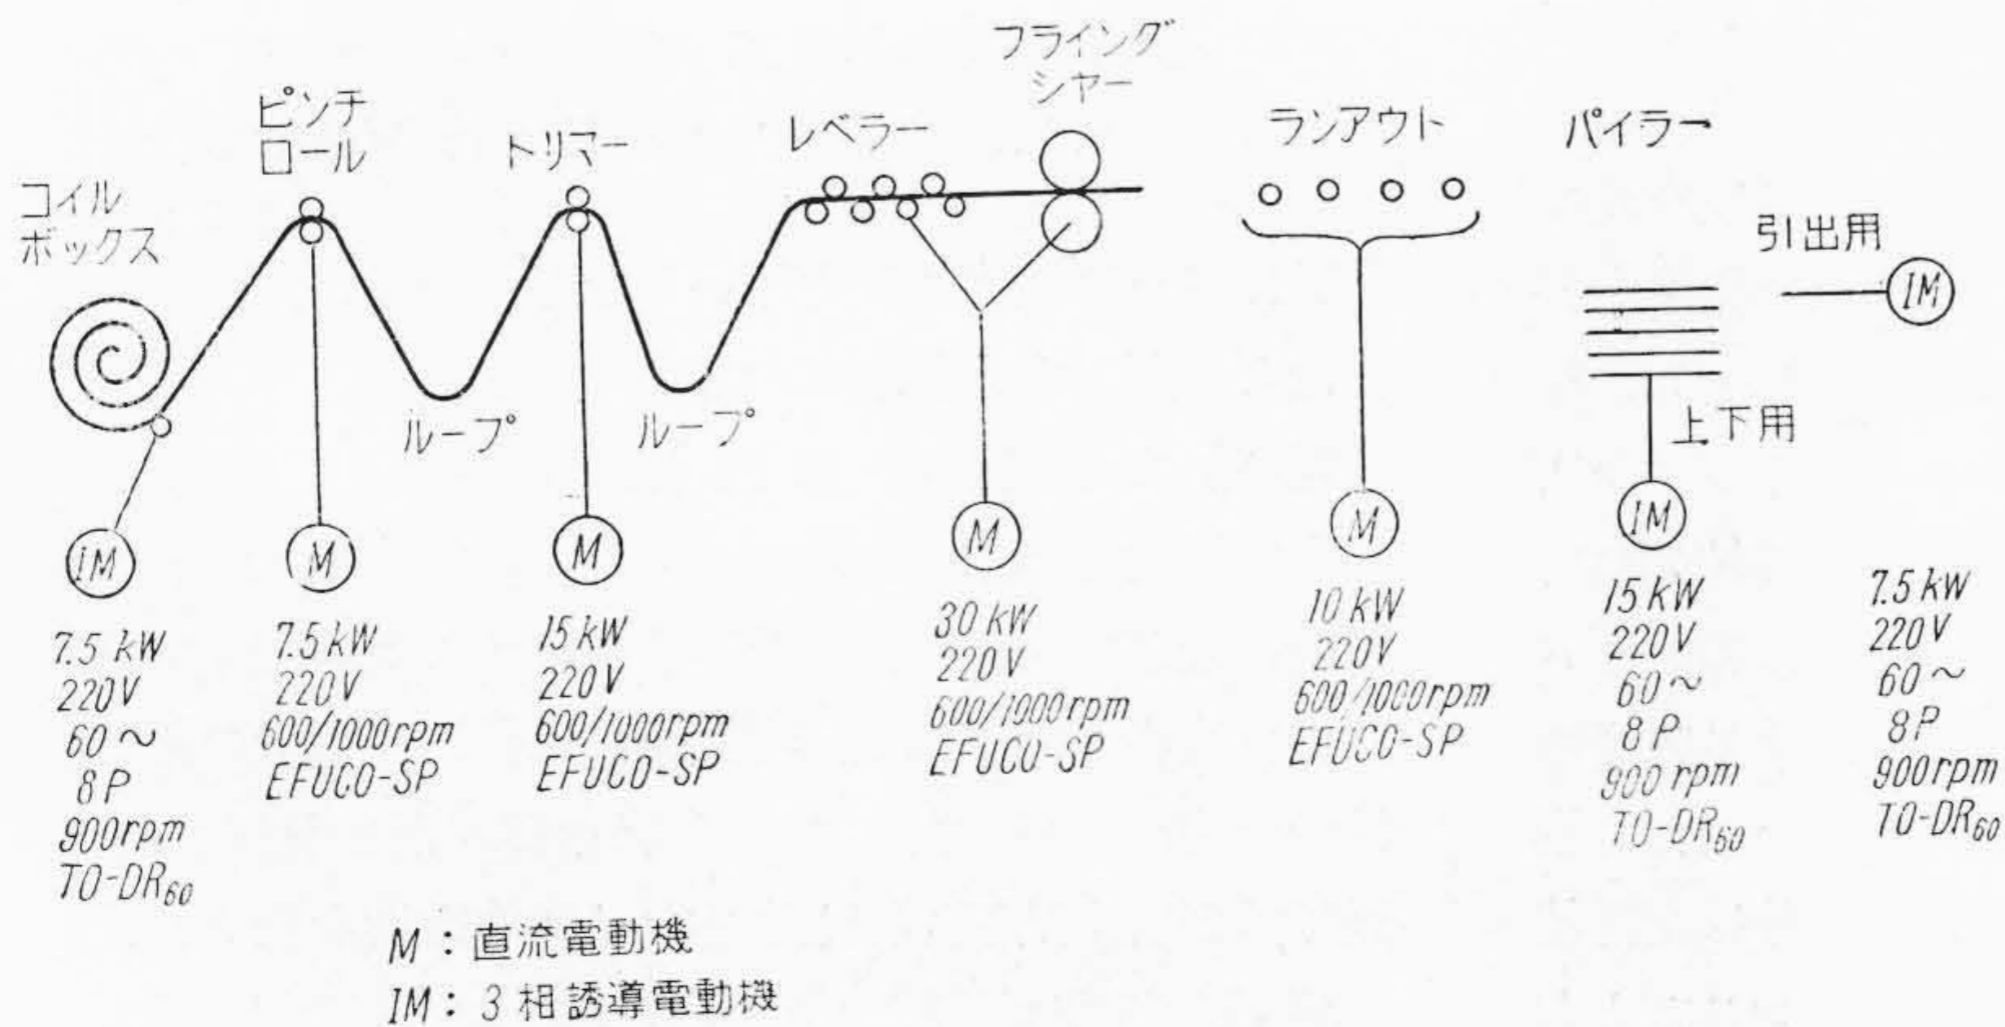 コイル
ボックス
ピンチ
ロール
トリマー
レベラー
フライング
シヤー
ランアウト
パイラー
引出用
IM
上下用
ループ
ループ
IM
M
M
M
M
IM
7.5 kW
220V
60～
8P
900rpm
TO-DR60
7.5 kW
220V
600/1000rpm
EFUCO-SP
15 kW
220V
600/1000rpm
EFUCO-SP
30 kW
220V
600/1000rpm
EFUCO-SP
10 kW
220V
600/1000rpm
EFUCO-SP
15 kW
220V
60～
8P
900 rpm
TO-DR60
7.5 kW
220V
60～
8P
900rpm
TO-DR60
M：直流電動機
IM：3相誘導電動機